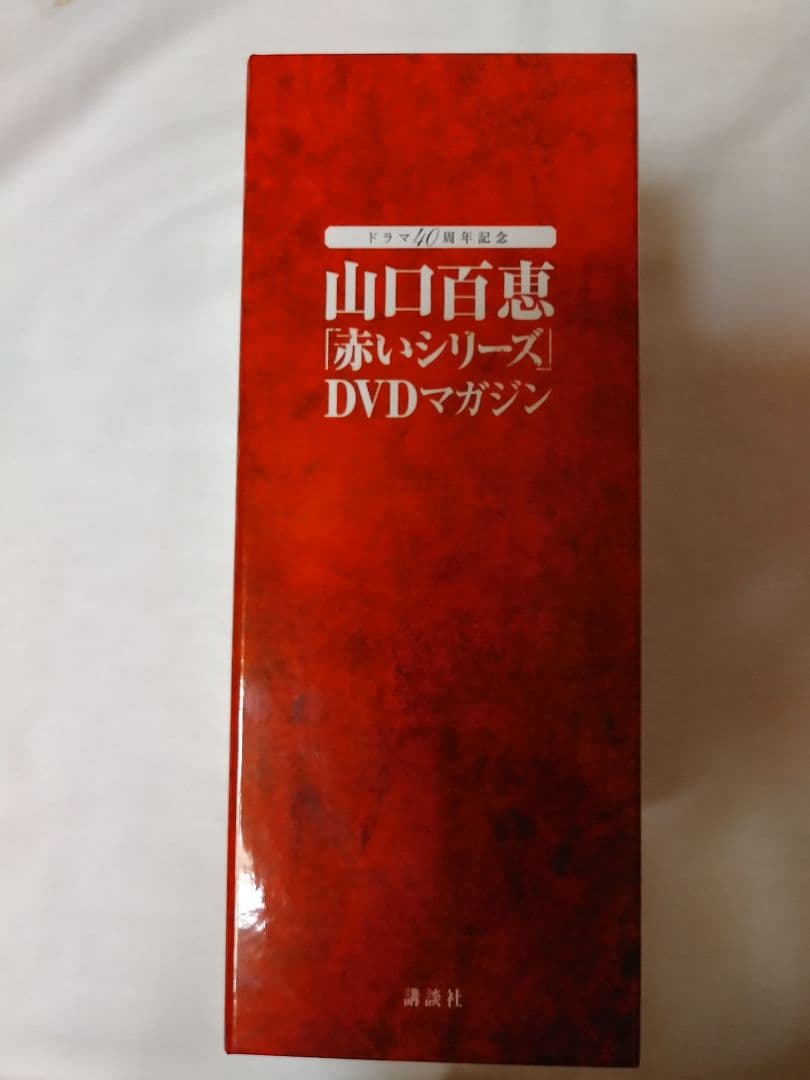 ドラマ40周年記念
山口百恵
「赤いシリーズ」
DVDマガジン
講談社